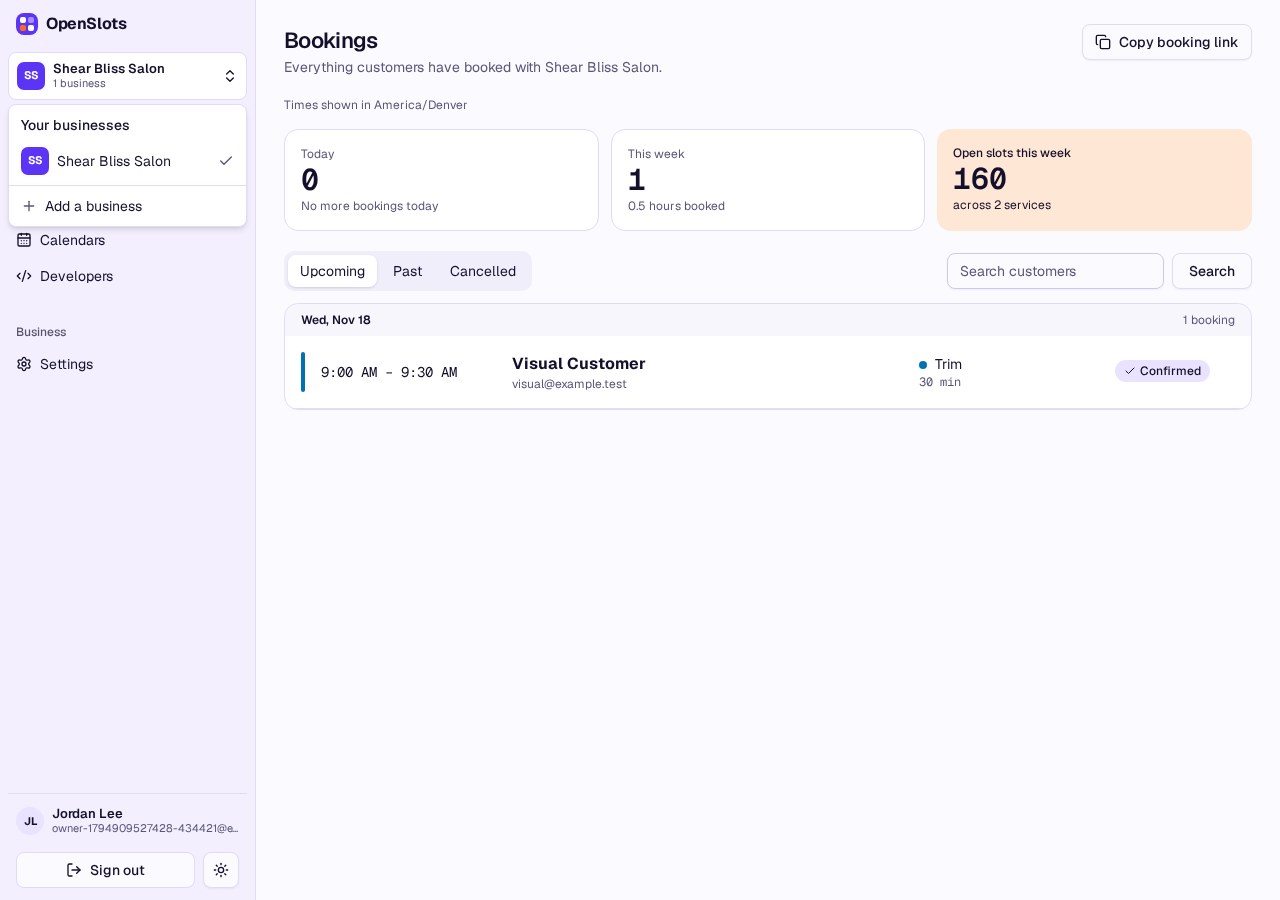 OpenSlots
SS
Shear Bliss Salon
1 business
Your businesses
SS
Shear Bliss Salon
Add a business
Calendars
Developers
Business
Settings
JL
Jordan Lee
owner-1794909527428-434421@e...
Sign out
Bookings
Everything customers have booked with Shear Bliss Salon.
Copy booking link
Times shown in America/Denver
Today
0
No more bookings today
This week
1
0.5 hours booked
Open slots this week
160
across 2 services
Upcoming
Past
Cancelled
Search customers
Search
Wed, Nov 18
1 booking
9:00 AM – 9:30 AM
Visual Customer
visual@example.test
Trim
30 min
Confirmed